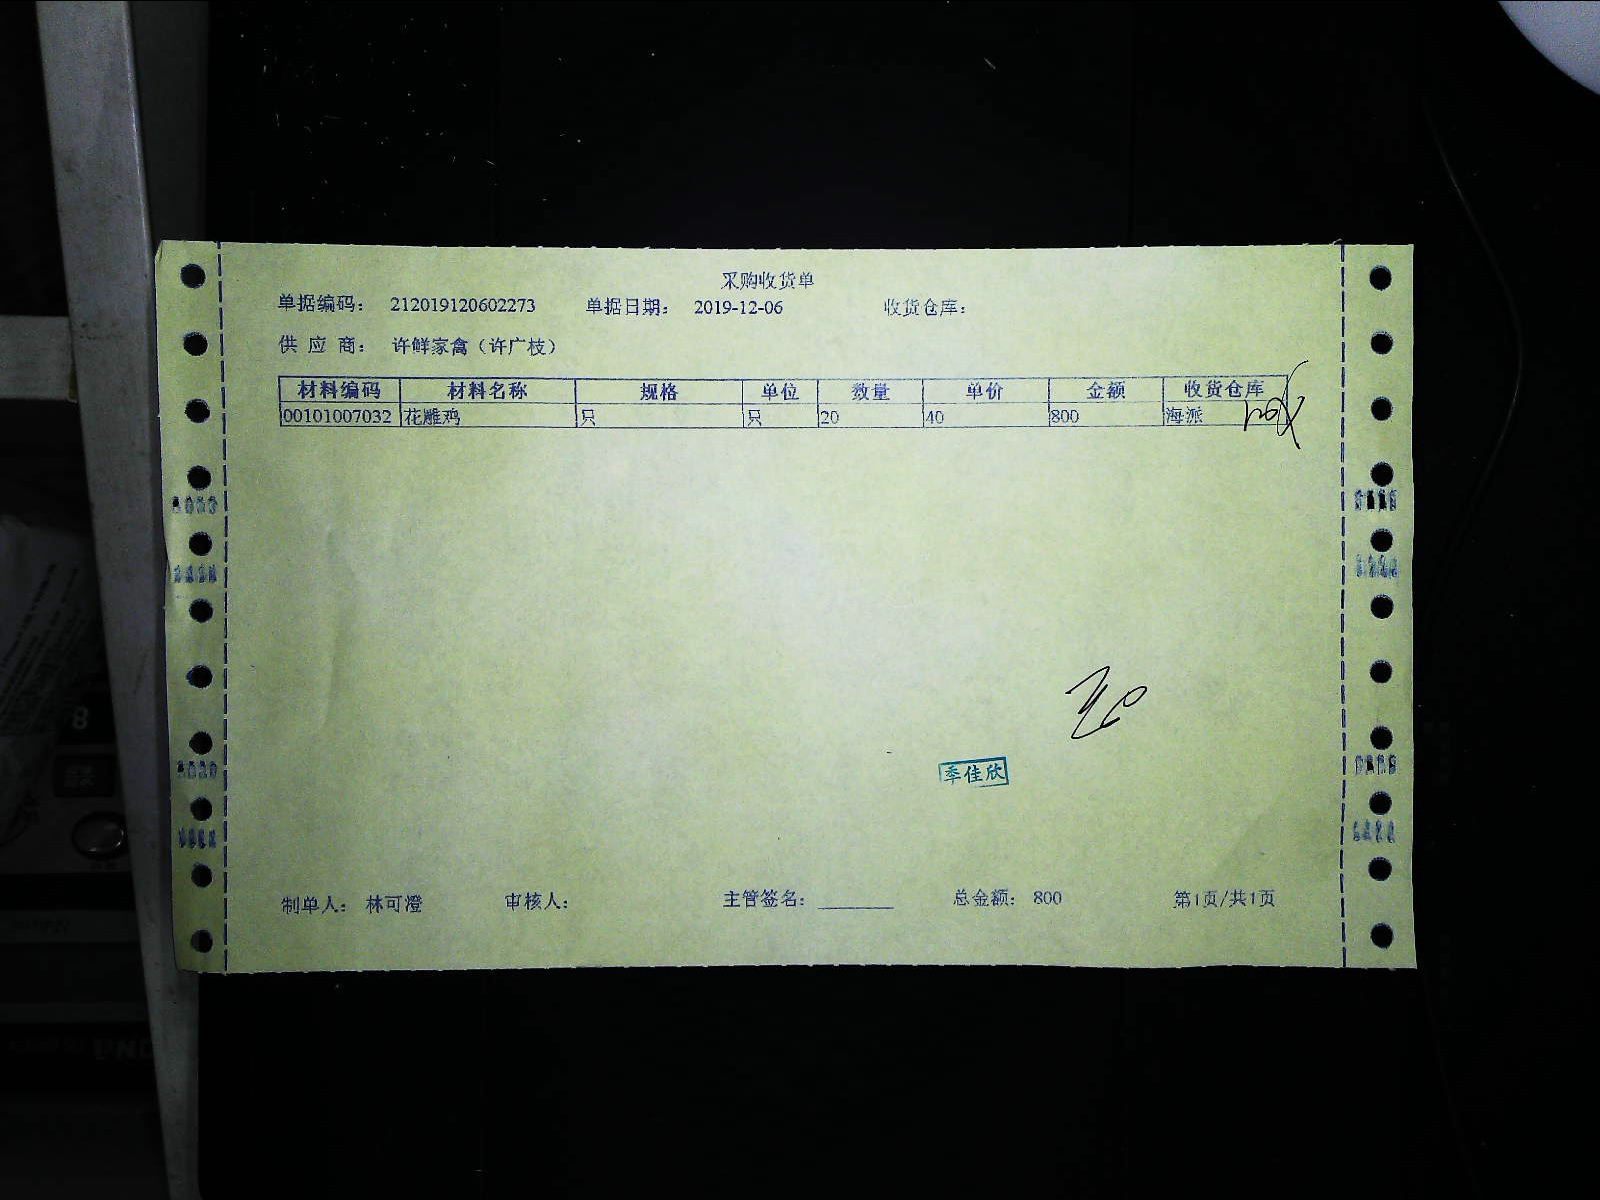 采购收货单
单据编码： 212019120602273 单据日期： 2019-12-06 收货仓库：
供 应 商： 许鲜家禽（许广枝）
材料编码 材料名称 规格 单位 数量 单价 金额 收货仓库
00101007032 花雕鸡 只 只 20 40 800 海派
季佳欣
制单人： 林可澄 审核人： 主管签名： ________ 总金额： 800 第1页/共1页